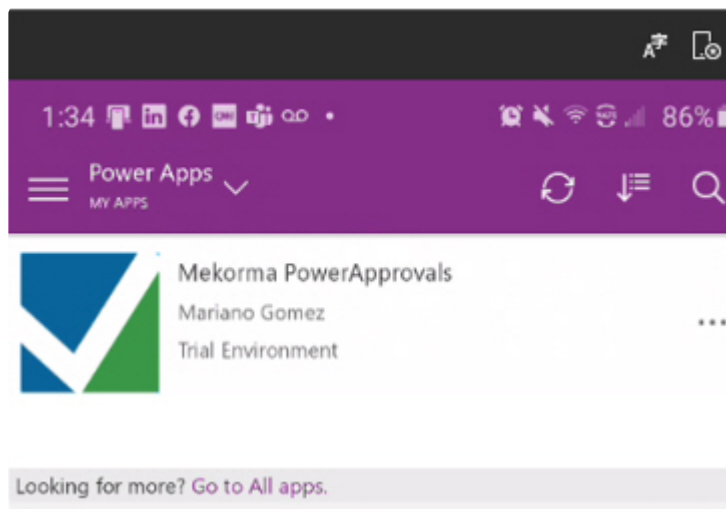 1:34
86%
Power Apps
MY APPS
Mekorma PowerApprovals
Mariano Gomez
Trial Environment
Looking for more? Go to All apps.